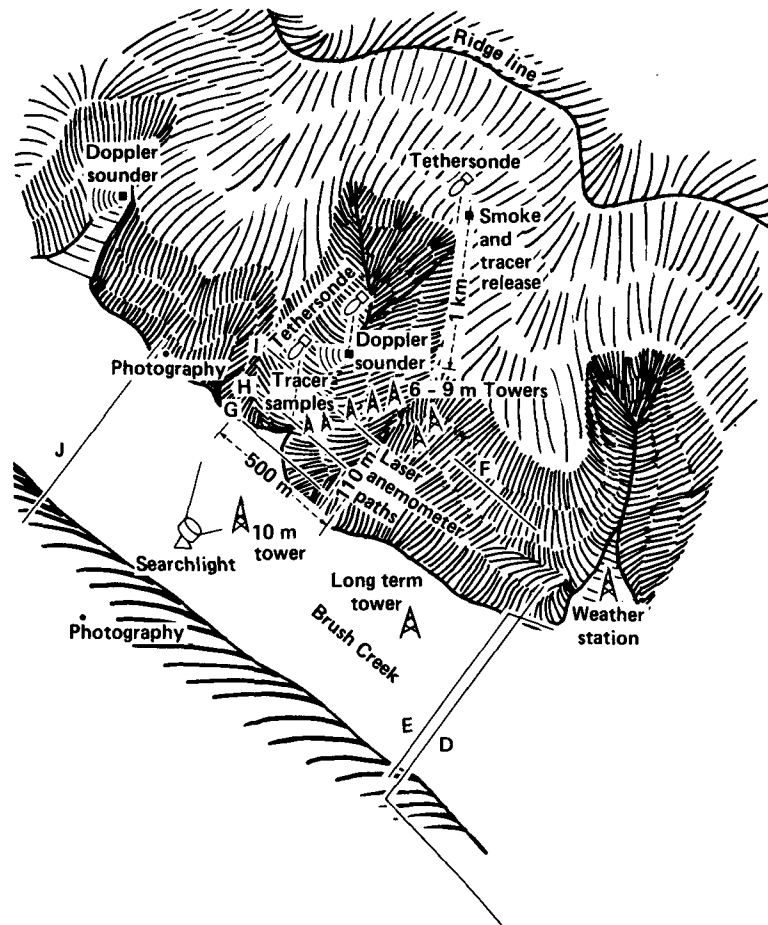 Ridge line
Doppler
sounder
Tethersonde
Smoke
and
tracer
release
1 km
Tethersonde
Doppler
sounder
Photography
I
H
G
Tracer
samples
6 - 9 m Towers
J
500 m
110 m
Laser
anemometer
paths
F
10 m
tower
Searchlight
Long term
tower
Weather
station
Photography
Brush Creek
E
D